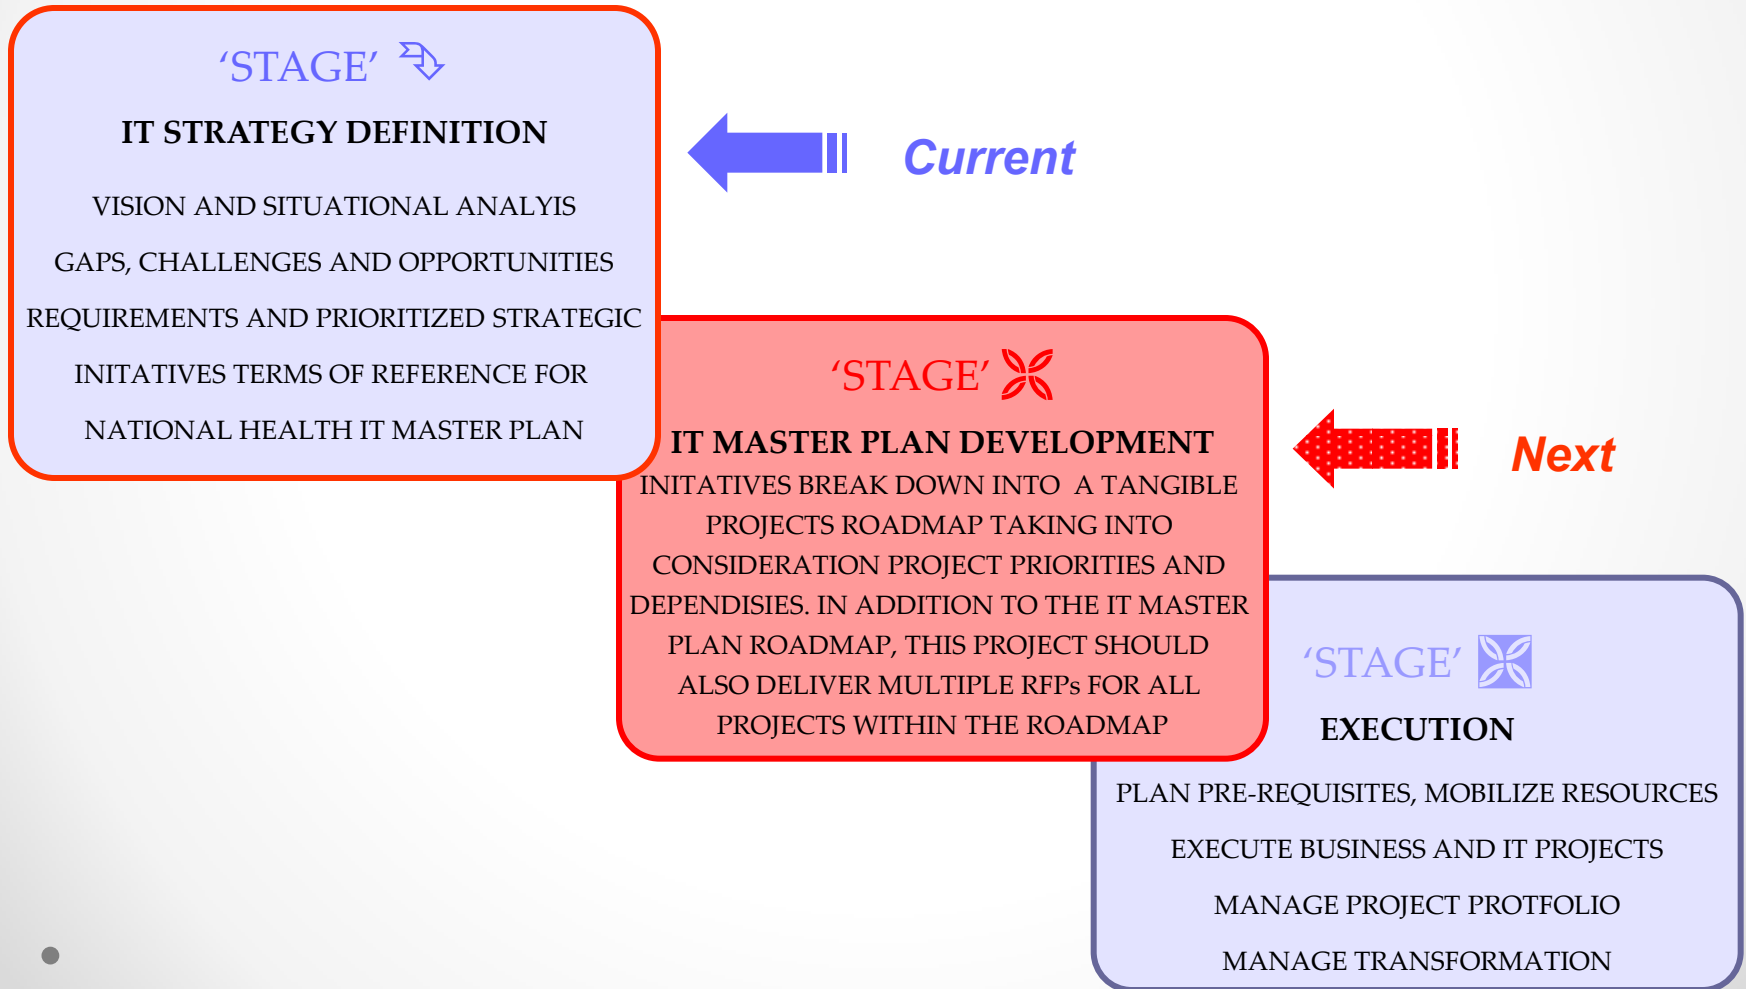 ‘STAGE’
IT STRATEGY DEFINITION
VISION AND SITUATIONAL ANALYIS
GAPS, CHALLENGES AND OPPORTUNITIES
REQUIREMENTS AND PRIORITIZED STRATEGIC
INITATIVES TERMS OF REFERENCE FOR
NATIONAL HEALTH IT MASTER PLAN
Current
‘STAGE’
IT MASTER PLAN DEVELOPMENT
INITATIVES BREAK DOWN INTO A TANGIBLE
PROJECTS ROADMAP TAKING INTO
CONSIDERATION PROJECT PRIORITIES AND
DEPENDISIES. IN ADDITION TO THE IT MASTER
PLAN ROADMAP, THIS PROJECT SHOULD
ALSO DELIVER MULTIPLE RFPs FOR ALL
PROJECTS WITHIN THE ROADMAP
Next
‘STAGE’
EXECUTION
PLAN PRE-REQUISITES, MOBILIZE RESOURCES
EXECUTE BUSINESS AND IT PROJECTS
MANAGE PROJECT PROTFOLIO
MANAGE TRANSFORMATION